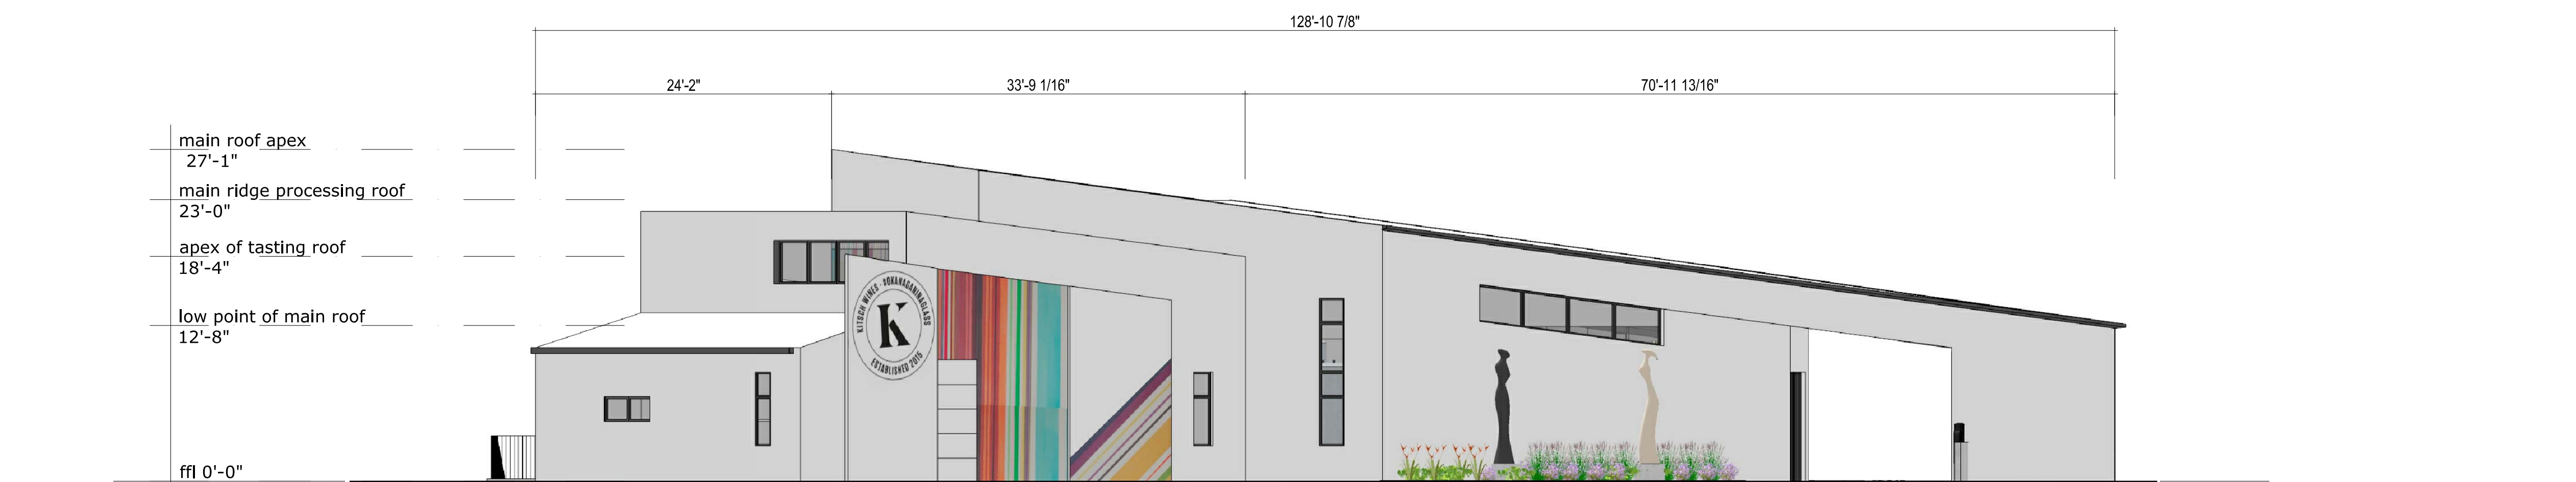 128'-10 7/8"
24'-2"
33'-9 1/16"
70'-11 13/16"
main roof apex
27'-1"
main ridge processing roof
23'-0"
apex of tasting roof
18'-4"
low point of main roof
12'-8"
ffl 0'-0"
KITSCH WINES · #OKANAGANINAGLASS
K
ESTABLISHED 2015